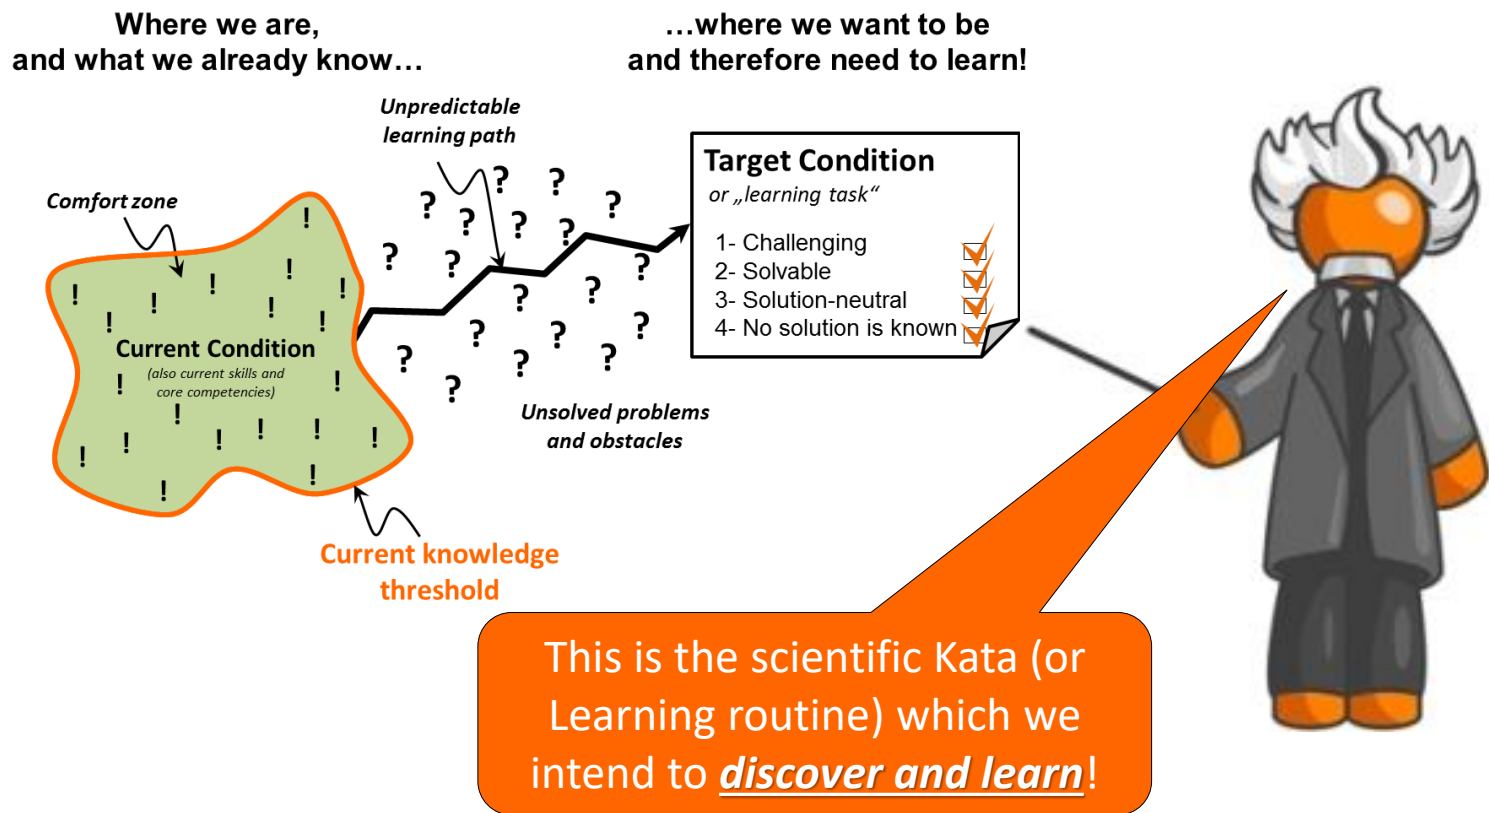 Where we are,
and what we already know…
…where we want to be
and therefore need to learn!
Unpredictable
learning path
Comfort zone
Current Condition
(also current skills and
core competencies)
Target Condition
or „learning task“
1- Challenging
2- Solvable
3- Solution-neutral
4- No solution is known
Unsolved problems
and obstacles
Current knowledge
threshold
This is the scientific Kata (or
Learning routine) which we
intend to discover and learn!